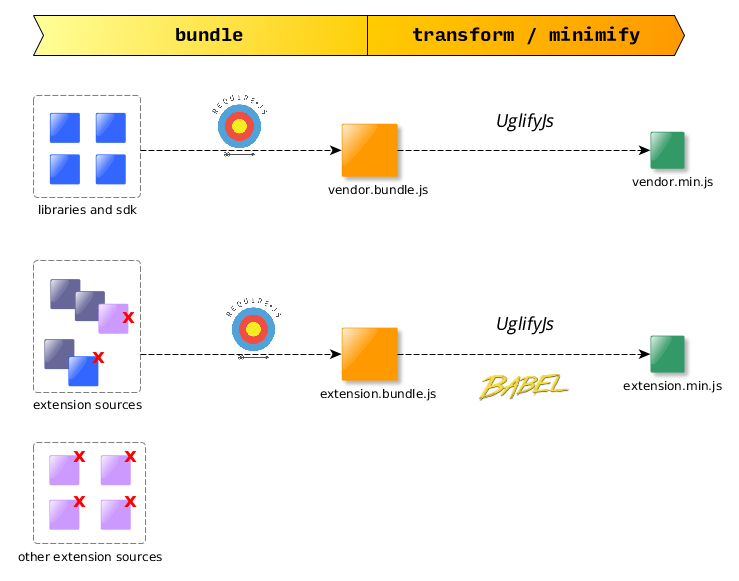 bundle
transform / minimify
REQUIRE.JS
UglifyJs
libraries and sdk
vendor.bundle.js
vendor.min.js
x
REQUIRE.JS
UglifyJs
x
BABEL
extension sources
extension.bundle.js
extension.min.js
x x
x x
other extension sources